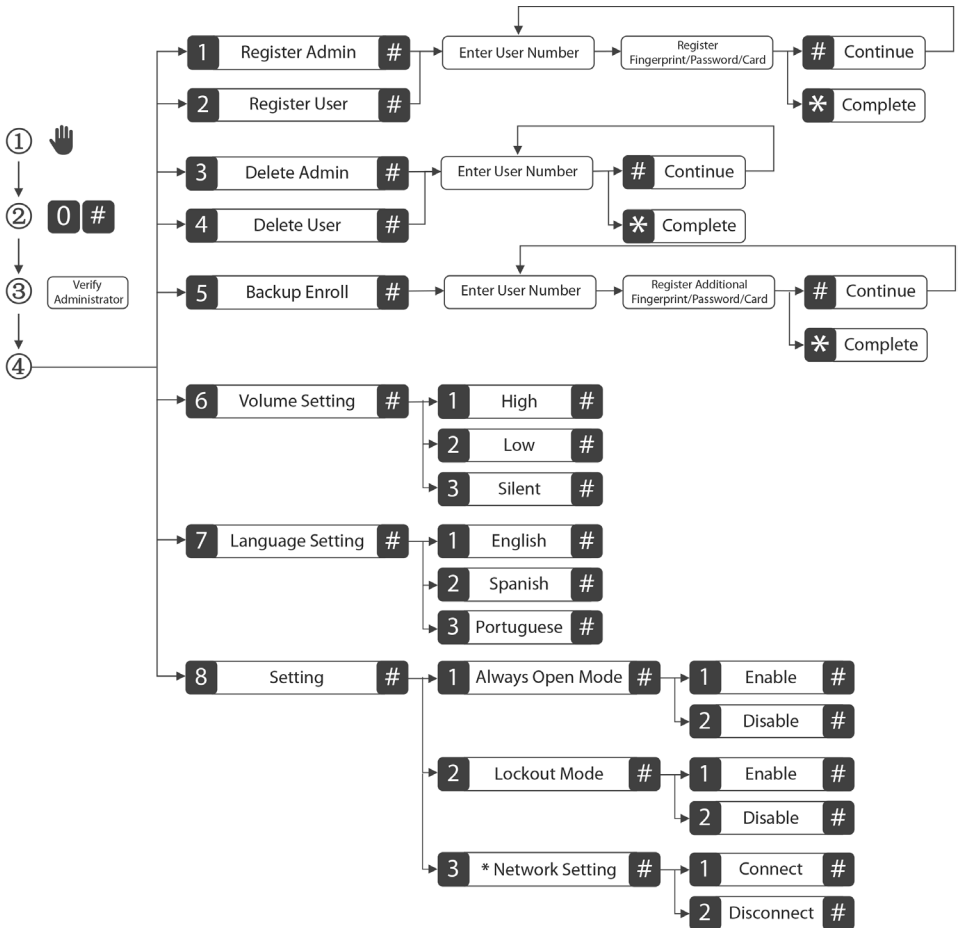 1 Register Admin # Enter User Number Register Fingerprint/Password/Card # Continue
2 Register User # * Complete
①
3 Delete Admin # Enter User Number # Continue
② 0 #
4 Delete User # * Complete
③ Verify Administrator
5 Backup Enroll # Enter User Number Register Additional Fingerprint/Password/Card # Continue
* Complete
④
6 Volume Setting # 1 High #
2 Low #
3 Silent #
7 Language Setting # 1 English #
2 Spanish #
3 Portuguese #
8 Setting # 1 Always Open Mode # 1 Enable #
2 Disable #
2 Lockout Mode # 1 Enable #
2 Disable #
3 * Network Setting # 1 Connect #
2 Disconnect #